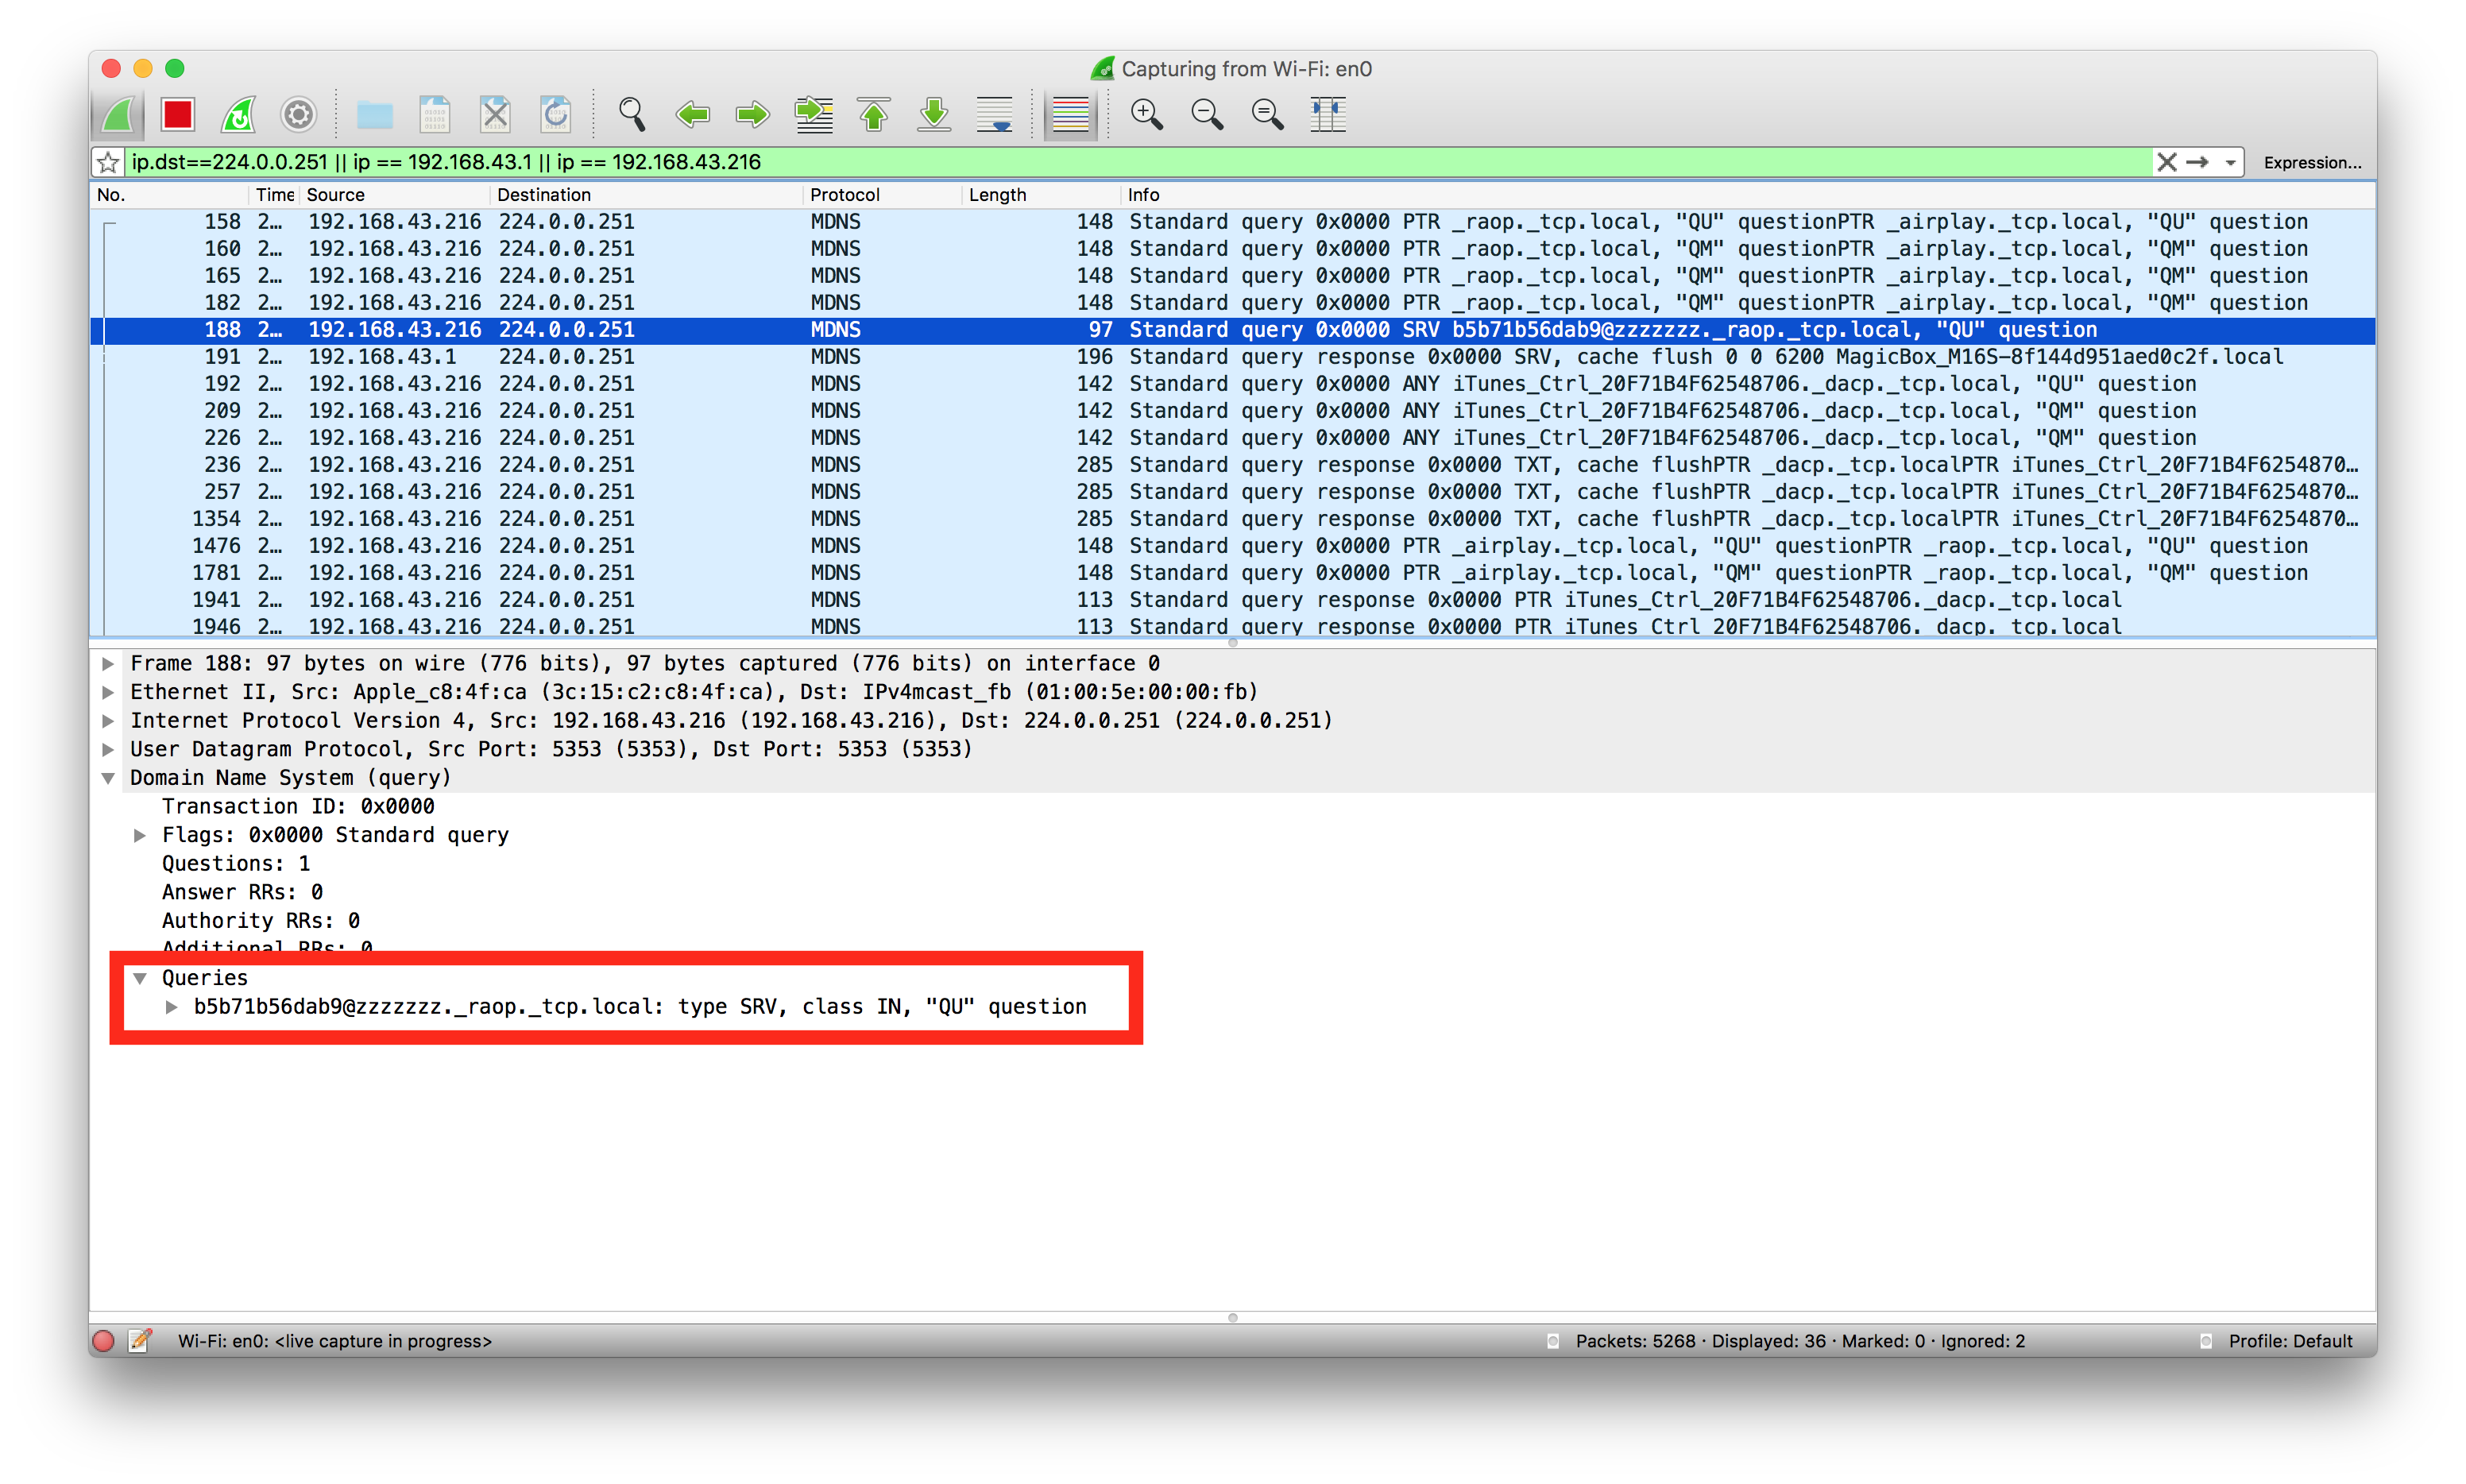 Capturing from Wi-Fi: en0
ip.dst==224.0.0.251 || ip == 192.168.43.1 || ip == 192.168.43.216 Expression...
No. Time Source Destination Protocol Length Info
158 2... 192.168.43.216 224.0.0.251 MDNS 148 Standard query 0x0000 PTR _raop._tcp.local, "QU" questionPTR _airplay._tcp.local, "QU" question
160 2... 192.168.43.216 224.0.0.251 MDNS 148 Standard query 0x0000 PTR _raop._tcp.local, "QM" questionPTR _airplay._tcp.local, "QM" question
165 2... 192.168.43.216 224.0.0.251 MDNS 148 Standard query 0x0000 PTR _raop._tcp.local, "QM" questionPTR _airplay._tcp.local, "QM" question
182 2... 192.168.43.216 224.0.0.251 MDNS 148 Standard query 0x0000 PTR _raop._tcp.local, "QM" questionPTR _airplay._tcp.local, "QM" question
188 2... 192.168.43.216 224.0.0.251 MDNS 97 Standard query 0x0000 SRV b5b71b56dab9@zzzzzzz._raop._tcp.local, "QU" question
191 2... 192.168.43.1 224.0.0.251 MDNS 196 Standard query response 0x0000 SRV, cache flush 0 0 6200 MagicBox_M16S-8f144d951aed0c2f.local
192 2... 192.168.43.216 224.0.0.251 MDNS 142 Standard query 0x0000 ANY iTunes_Ctrl_20F71B4F62548706._dacp._tcp.local, "QU" question
209 2... 192.168.43.216 224.0.0.251 MDNS 142 Standard query 0x0000 ANY iTunes_Ctrl_20F71B4F62548706._dacp._tcp.local, "QM" question
226 2... 192.168.43.216 224.0.0.251 MDNS 142 Standard query 0x0000 ANY iTunes_Ctrl_20F71B4F62548706._dacp._tcp.local, "QM" question
236 2... 192.168.43.216 224.0.0.251 MDNS 285 Standard query response 0x0000 TXT, cache flushPTR _dacp._tcp.localPTR iTunes_Ctrl_20F71B4F6254870...
257 2... 192.168.43.216 224.0.0.251 MDNS 285 Standard query response 0x0000 TXT, cache flushPTR _dacp._tcp.localPTR iTunes_Ctrl_20F71B4F6254870...
1354 2... 192.168.43.216 224.0.0.251 MDNS 285 Standard query response 0x0000 TXT, cache flushPTR _dacp._tcp.localPTR iTunes_Ctrl_20F71B4F6254870...
1476 2... 192.168.43.216 224.0.0.251 MDNS 148 Standard query 0x0000 PTR _airplay._tcp.local, "QU" questionPTR _raop._tcp.local, "QU" question
1781 2... 192.168.43.216 224.0.0.251 MDNS 148 Standard query 0x0000 PTR _airplay._tcp.local, "QM" questionPTR _raop._tcp.local, "QM" question
1941 2... 192.168.43.216 224.0.0.251 MDNS 113 Standard query response 0x0000 PTR iTunes_Ctrl_20F71B4F62548706._dacp._tcp.local
1946 2... 192.168.43.216 224.0.0.251 MDNS 113 Standard query response 0x0000 PTR iTunes_Ctrl_20F71B4F62548706._dacp._tcp.local
Frame 188: 97 bytes on wire (776 bits), 97 bytes captured (776 bits) on interface 0
Ethernet II, Src: Apple_c8:4f:ca (3c:15:c2:c8:4f:ca), Dst: IPv4mcast_fb (01:00:5e:00:00:fb)
Internet Protocol Version 4, Src: 192.168.43.216 (192.168.43.216), Dst: 224.0.0.251 (224.0.0.251)
User Datagram Protocol, Src Port: 5353 (5353), Dst Port: 5353 (5353)
Domain Name System (query)
Transaction ID: 0x0000
Flags: 0x0000 Standard query
Questions: 1
Answer RRs: 0
Authority RRs: 0
Additional RRs: 0
Queries
b5b71b56dab9@zzzzzzz._raop._tcp.local: type SRV, class IN, "QU" question
Wi-Fi: en0: <live capture in progress> Packets: 5268 · Displayed: 36 · Marked: 0 · Ignored: 2 Profile: Default